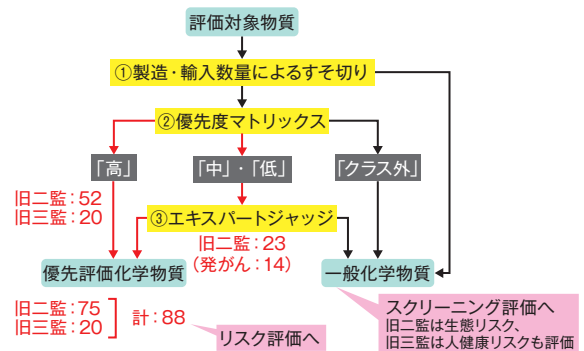 評価対象物質
①製造・輸入数量によるすそ切り
②優先度マトリックス
「高」
「中」・「低」
「クラス外」
旧二監：52
旧三監：20
③エキスパートジャッジ
旧二監：23
（発がん：14）
優先評価化学物質
一般化学物質
旧二監：75
旧三監：20
計：88
リスク評価へ
スクリーニング評価へ
旧二監は生態リスク、
旧三監は人健康リスクも評価